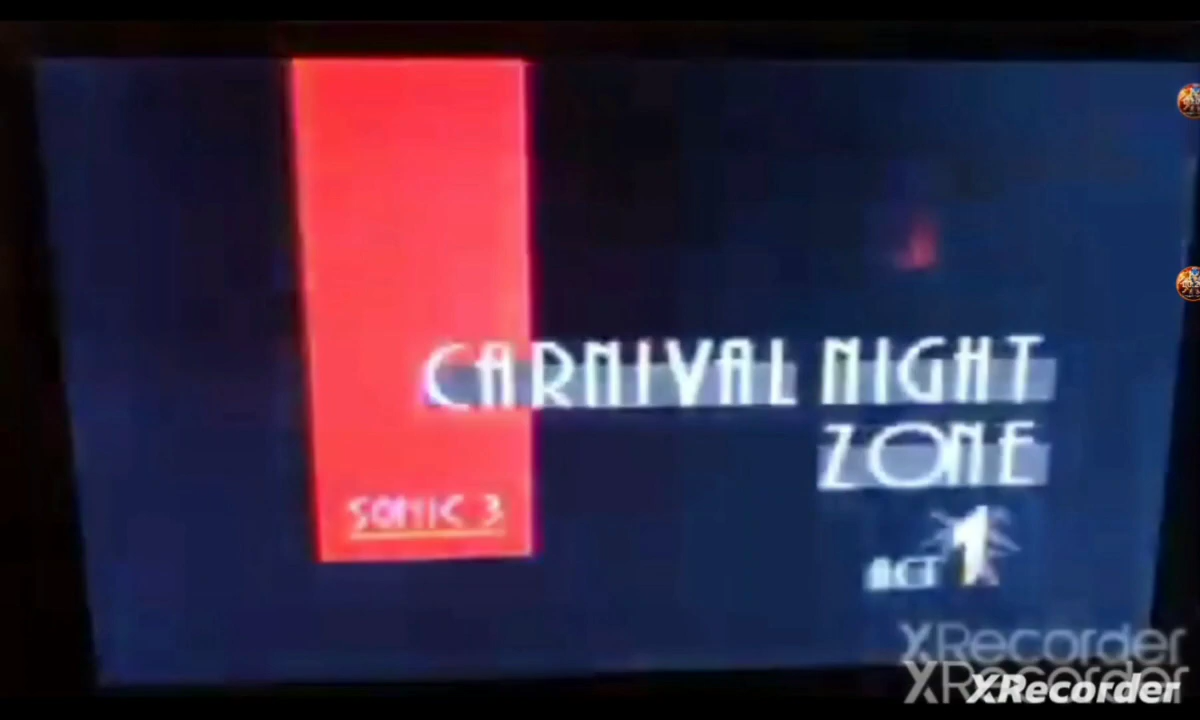 CARNIVAL NIGHT
ZONE
SONIC 3
ACT 1
XRecorder
XRecorder
XRecorder